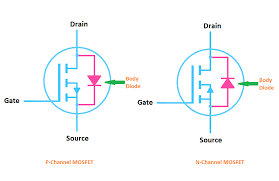 Drain
Body
Diode
Gate
Source
P-Channel MOSFET
Drain
Body
Diode
Gate
Source
N-Channel MOSFET